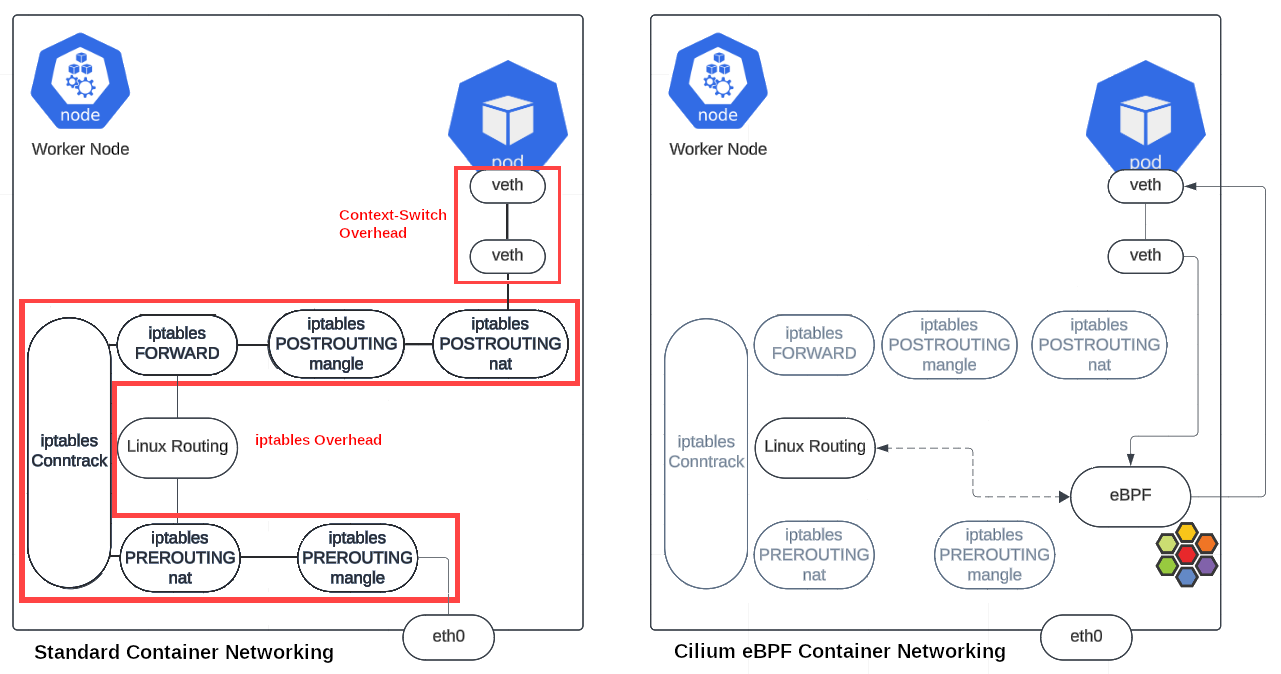 node
Worker Node
pod
veth
Context-Switch
Overhead
veth
iptables
FORWARD
iptables
POSTROUTING
mangle
iptables
POSTROUTING
nat
iptables
Conntrack
Linux Routing
iptables Overhead
iptables
PREROUTING
nat
iptables
PREROUTING
mangle
eth0
Standard Container Networking
node
Worker Node
pod
veth
veth
iptables
FORWARD
iptables
POSTROUTING
mangle
iptables
POSTROUTING
nat
iptables
Conntrack
Linux Routing
eBPF
iptables
PREROUTING
nat
iptables
PREROUTING
mangle
eth0
Cilium eBPF Container Networking